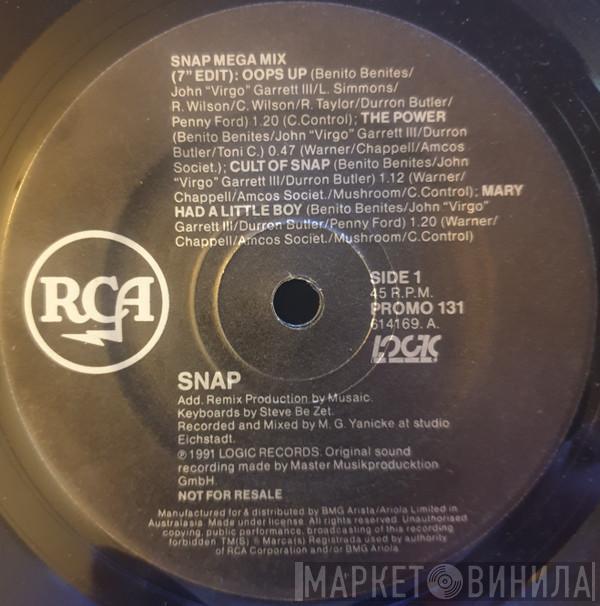 SNAP MEGA MIX
(7" EDIT): OOPS UP (Benito Benites/
John "Virgo" Garrett III/L. Simmons/
R. Wilson/C. Wilson/R. Taylor/Durron Butler/
Penny Ford) 1.20 (C.Control); THE POWER
(Benito Benites/John "Virgo" Garrett III/Durron
Butler/Toni C.) 0.47 (Warner/Chappell/Amcos
Societ.); CULT OF SNAP (Benito Benites/John
"Virgo" Garrett III/Durron Butler) 1.12 (Warner/
Chappell/Amcos Societ./Mushroom/C.Control); MARY
HAD A LITTLE BOY (Benito Benites/John "Virgo"
Garrett III/Durron Butler/Penny Ford) 1.20 (Warner/
Chappell/Amcos Societ./Mushroom/C.Control)
RCA
SIDE 1
45 R.P.M.
PROMO 131
614169. A.
LOGIC
SNAP
Add. Remix Production by Musaic.
Keyboards by Steve Be Zet.
Recorded and Mixed by M. G. Yanicke at studio
Eichstadt.
℗ 1991 LOGIC RECORDS. Original sound
recording made by Master Musikproducktion
GmbH.
NOT FOR RESALE
Manufactured for & distributed by BMG Arista/Ariola Limited in
Australasia. Made under license. All rights reserved. Unauthorised
copying, public performance, broadcasting of this recording
forbidden. TM(S) ® Marca(s) Registrada used by authority
of RCA Corporation and/or BMG Ariola
МАРКЕТ ВИНИЛА